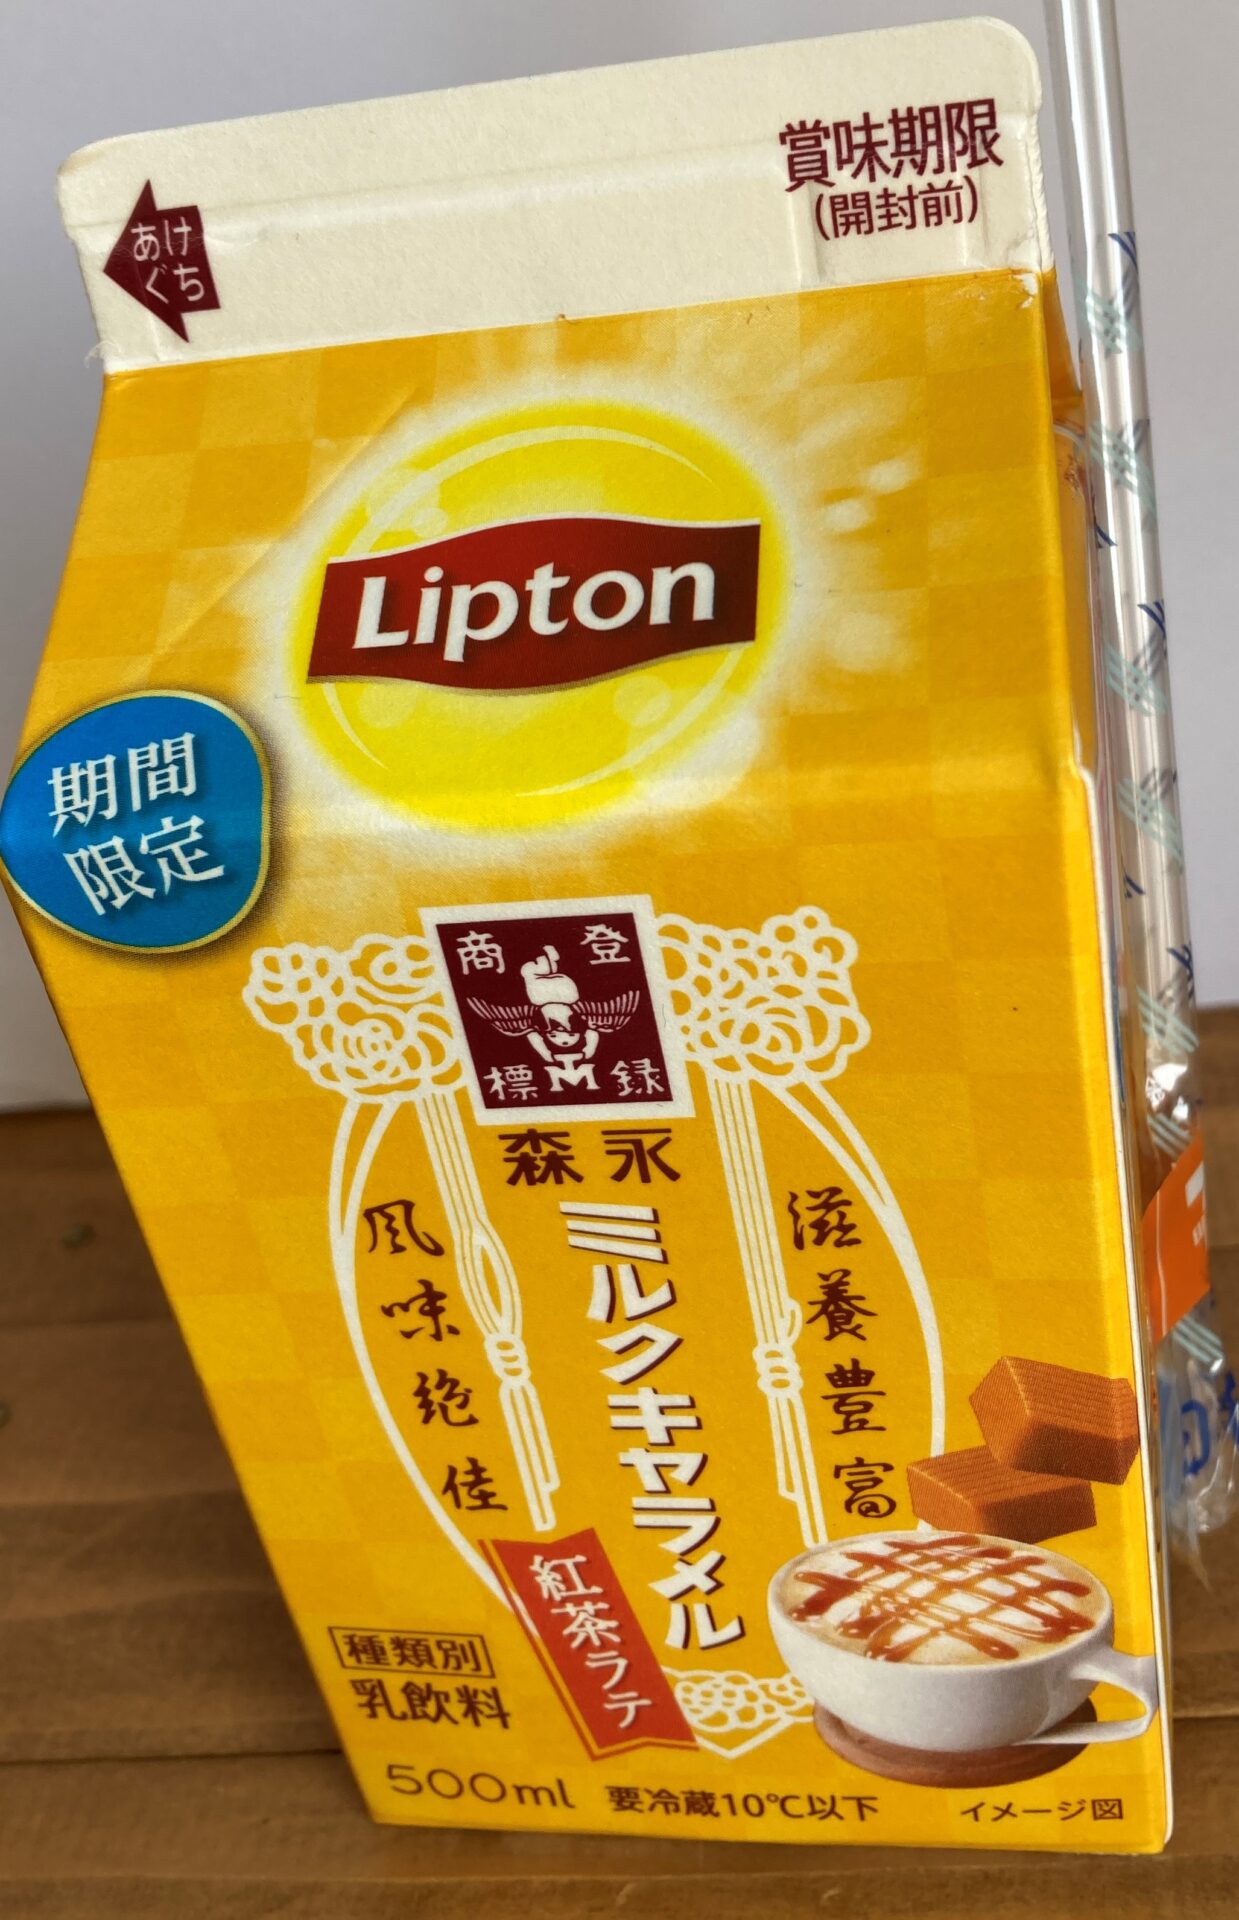 賞味期限
(開封前)
あけ
ぐち
Lipton
期間
限定
登録
商標
森永
ミルクキャラメル
滋養豊富
風味絶佳
紅茶ラテ
種類別
乳飲料
500ml
要冷蔵10℃以下
イメージ図